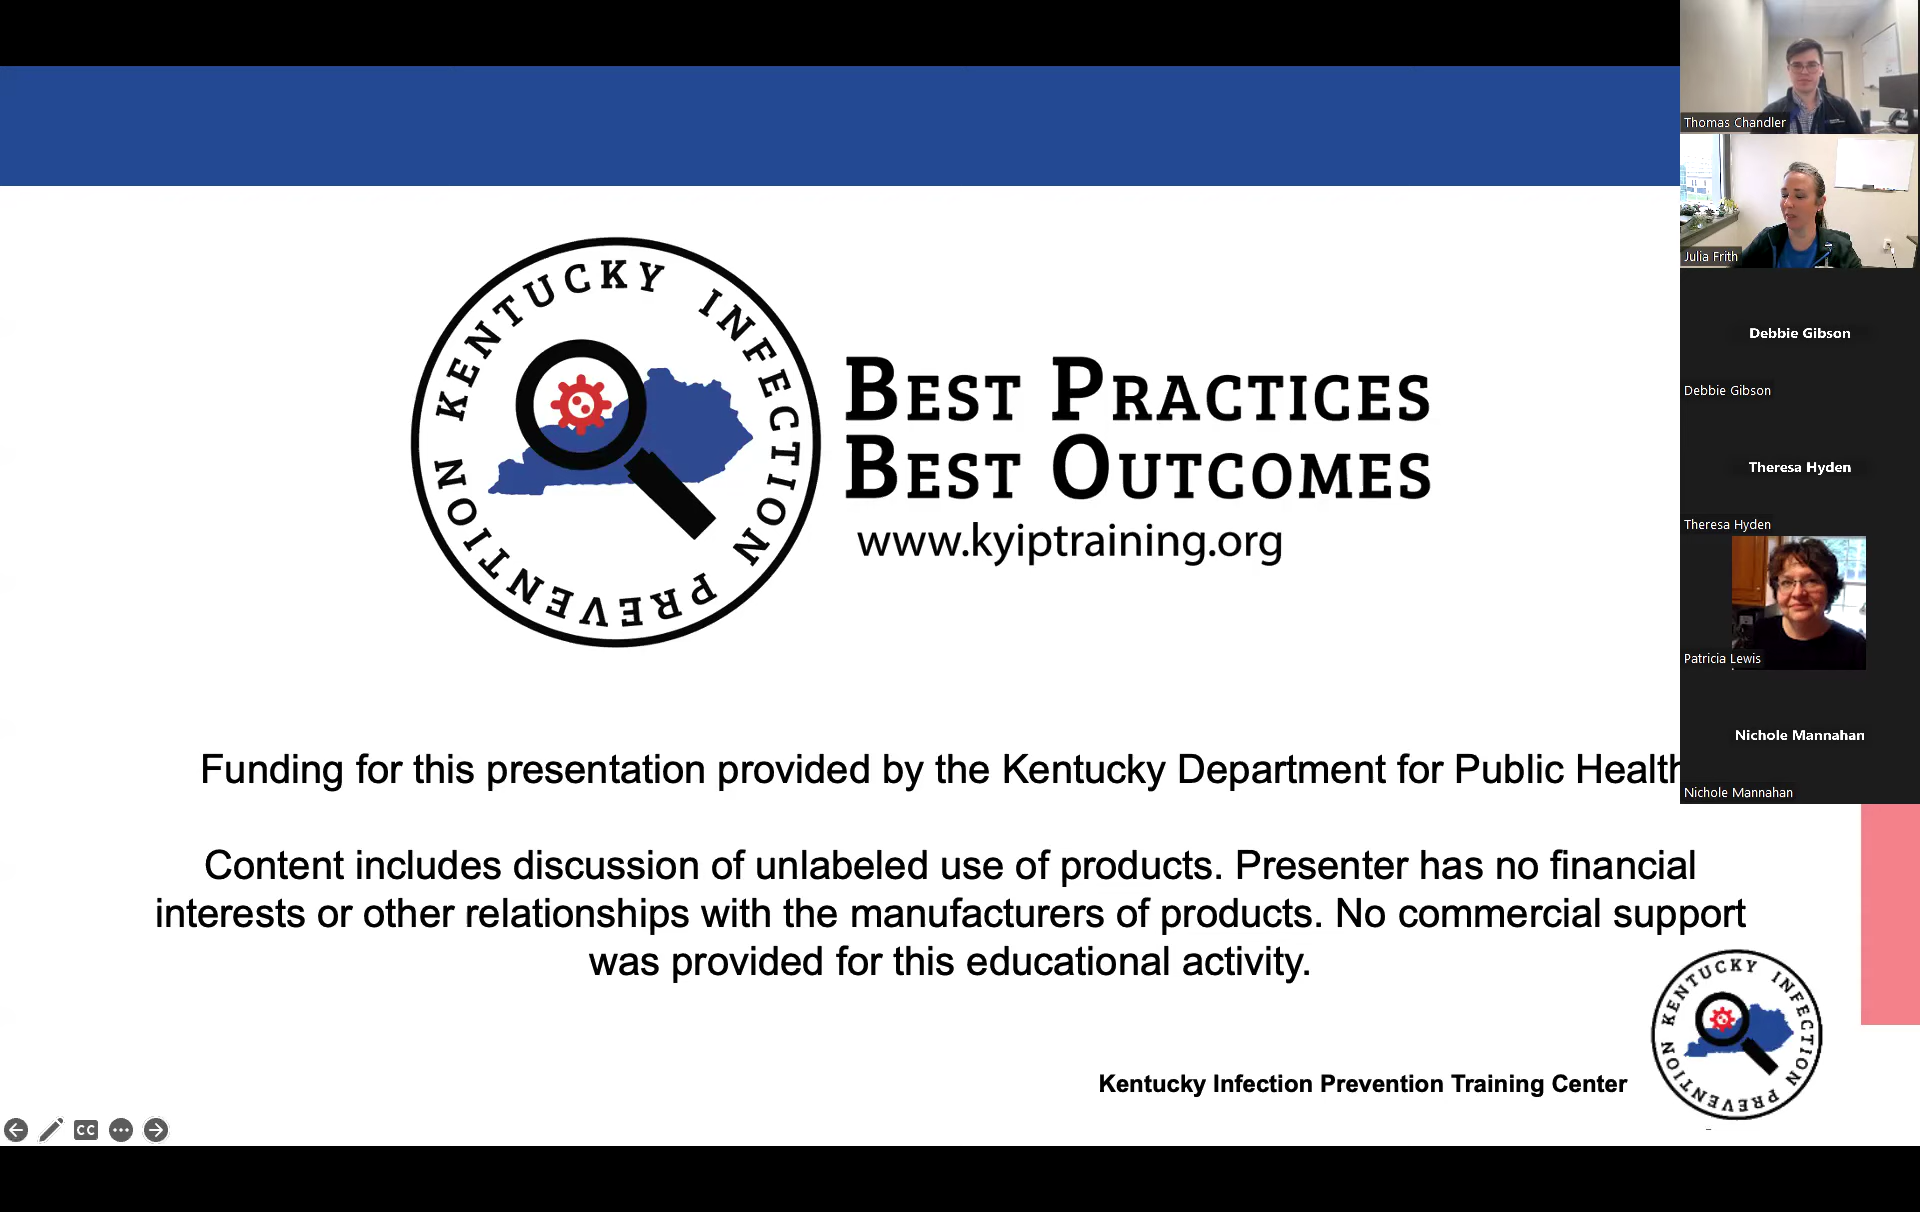 KENTUCKY INFECTION PREVENTION
BEST PRACTICES
BEST OUTCOMES
www.kyiptraining.org
Funding for this presentation provided by the Kentucky Department for Public Health
Content includes discussion of unlabeled use of products. Presenter has no financial
interests or other relationships with the manufacturers of products. No commercial support
was provided for this educational activity.
Kentucky Infection Prevention Training Center
KENTUCKY INFECTION PREVENTION
CC
Thomas Chandler
Julia Frith
Debbie Gibson
Debbie Gibson
Theresa Hyden
Theresa Hyden
Patricia Lewis
Nichole Mannahan
Nichole Mannahan